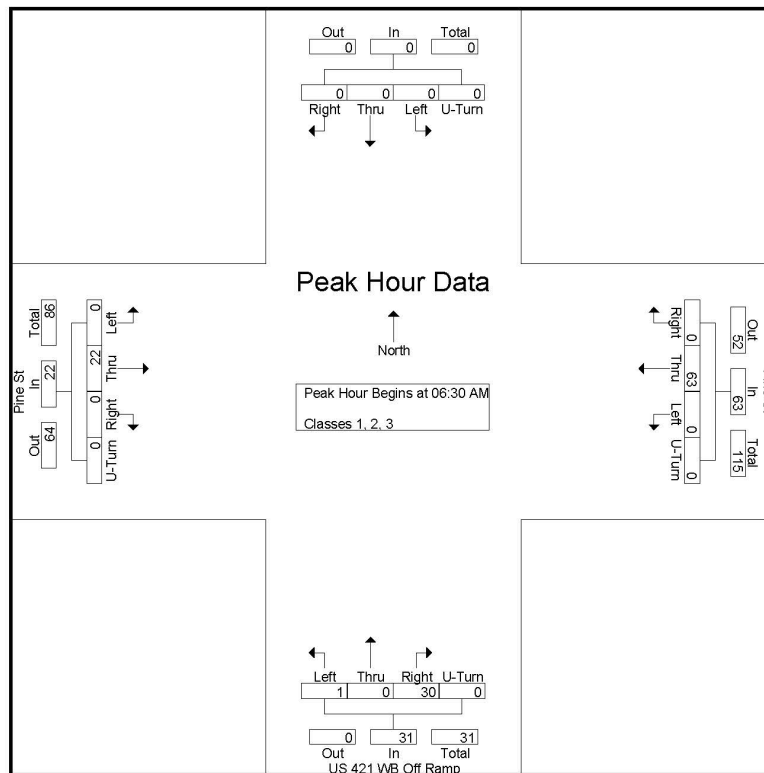 Out In Total
0 0 0
0 0 0 0
Right Thru Left U-Turn
Peak Hour Data
North
Peak Hour Begins at 06:30 AM
Classes 1, 2, 3
Pine St
Total In Out
86 22 64
0 22 0 0
Left Thru Right U-Turn
Right Thru Left U-Turn
0 63 0 0
52 63 115
Out In Total
Left Thru Right U-Turn
1 0 30 0
0 31 31
Out In Total
US 421 WB Off Ramp